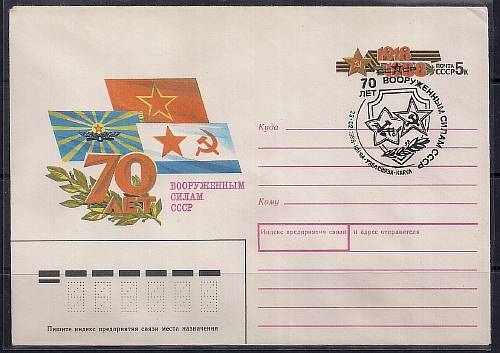 1918
1988
ПОЧТА
СССР 5к
70 ЛЕТ ВООРУЖЕННЫМ СИЛАМ СССР
Куда
70
ЛЕТ
ВООРУЖЕННЫМ
СИЛАМ
СССР
Кому
Индекс предприятия связи и адрес отправителя
Пишите индекс предприятия связи места назначения